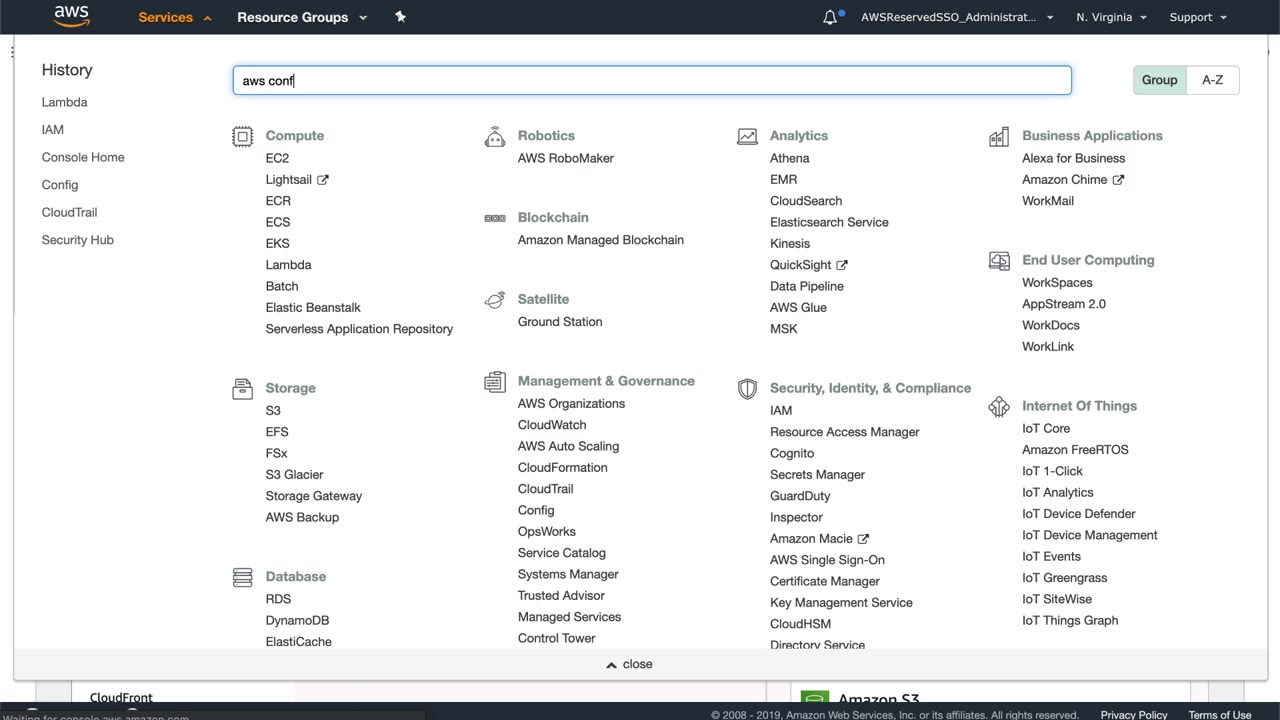 aws
Services
Resource Groups
AWSReservedSSO_Administrat...
N. Virginia
Support
History
Lambda
IAM
Console Home
Config
CloudTrail
Security Hub
aws conf
Group
A-Z
Compute
EC2
Lightsail
ECR
ECS
EKS
Lambda
Batch
Elastic Beanstalk
Serverless Application Repository
Storage
S3
EFS
FSx
S3 Glacier
Storage Gateway
AWS Backup
Database
RDS
DynamoDB
ElastiCache
Robotics
AWS RoboMaker
Blockchain
Amazon Managed Blockchain
Satellite
Ground Station
Management & Governance
AWS Organizations
CloudWatch
AWS Auto Scaling
CloudFormation
CloudTrail
Config
OpsWorks
Service Catalog
Systems Manager
Trusted Advisor
Managed Services
Control Tower
Analytics
Athena
EMR
CloudSearch
Elasticsearch Service
Kinesis
QuickSight
Data Pipeline
AWS Glue
MSK
Security, Identity, & Compliance
IAM
Resource Access Manager
Cognito
Secrets Manager
GuardDuty
Inspector
Amazon Macie
AWS Single Sign-On
Certificate Manager
Key Management Service
CloudHSM
Directory Service
Business Applications
Alexa for Business
Amazon Chime
WorkMail
End User Computing
WorkSpaces
AppStream 2.0
WorkDocs
WorkLink
Internet Of Things
IoT Core
Amazon FreeRTOS
IoT 1-Click
IoT Analytics
IoT Device Defender
IoT Device Management
IoT Events
IoT Greengrass
IoT SiteWise
IoT Things Graph
close
CloudFront
Amazon S3
Waiting for console.aws.amazon.com...
© 2008 - 2019, Amazon Web Services, Inc. or its affiliates. All rights reserved.
Privacy Policy
Terms of Use